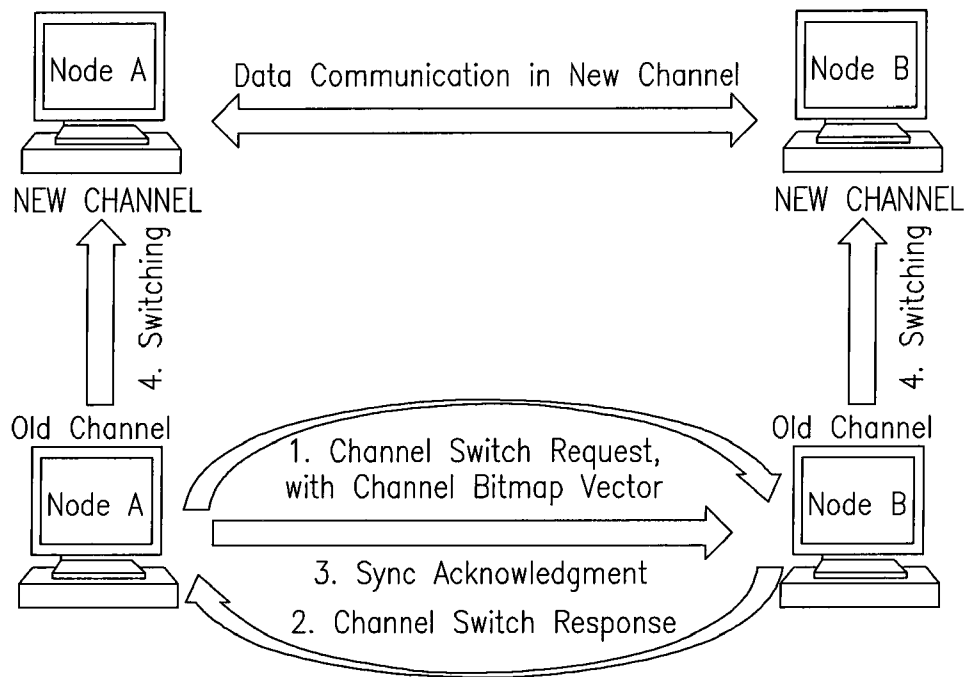 Node A
Data Communication in New Channel
Node B
NEW CHANNEL
NEW CHANNEL
4. Switching
4. Switching
Old Channel
Old Channel
Node A
1. Channel Switch Request,
with Channel Bitmap Vector
Node B
3. Sync Acknowledgment
2. Channel Switch Response